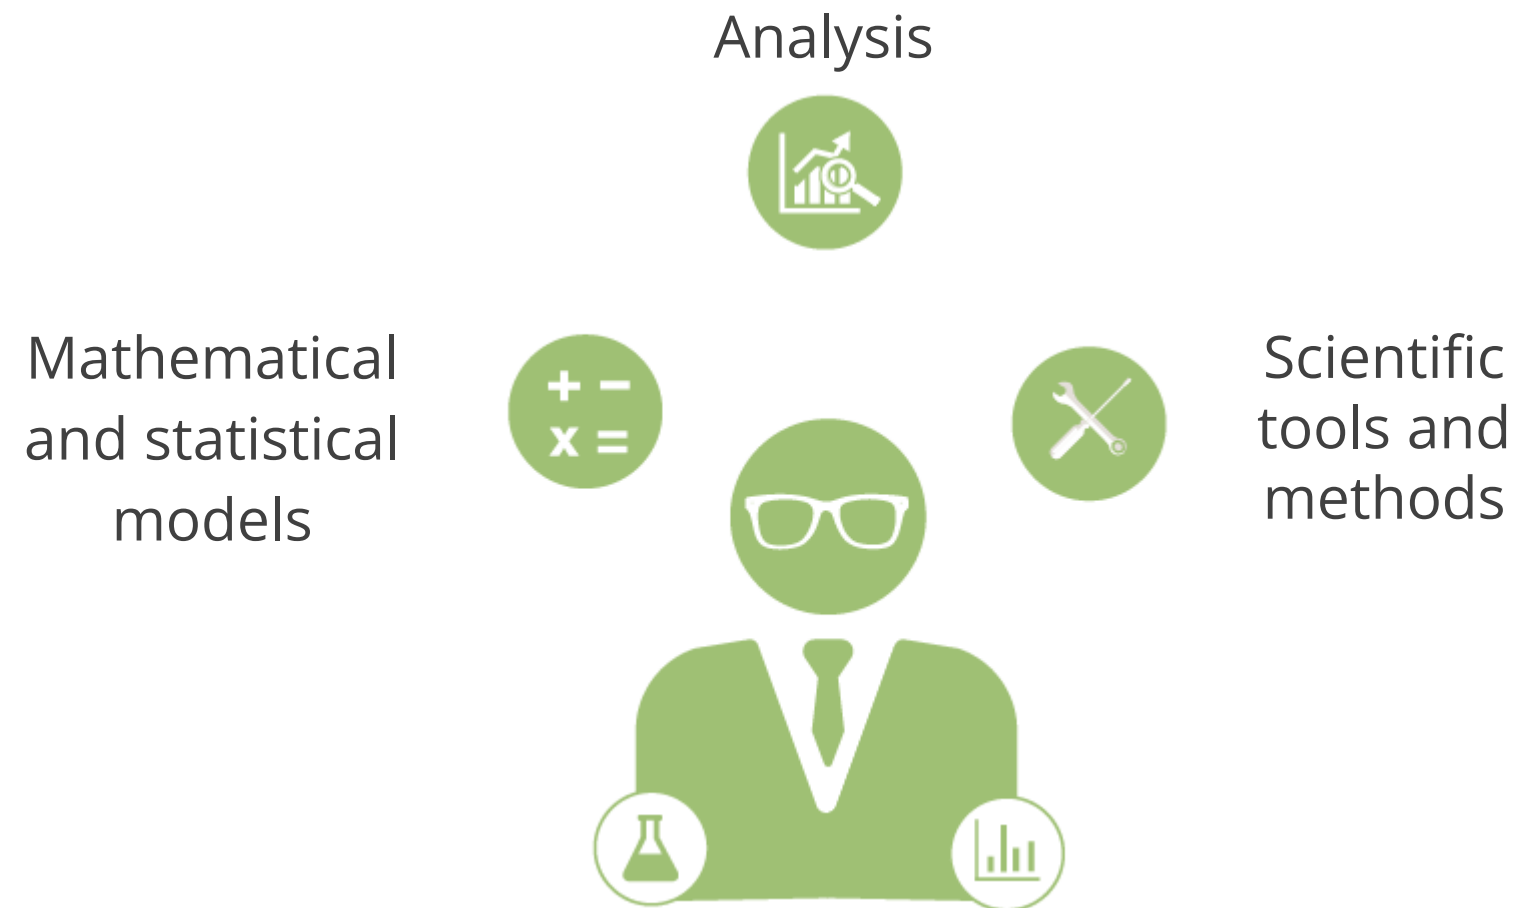 Analysis
Mathematical
and statistical
models
Scientific
tools and
methods